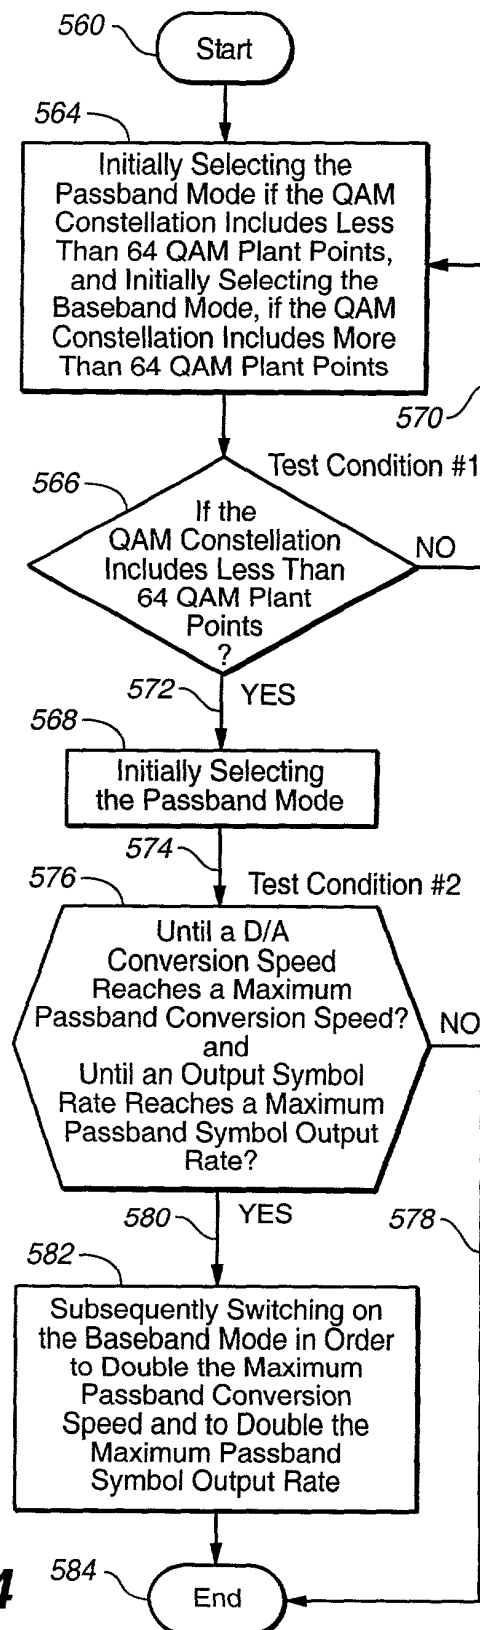 560
Start
564
Initially Selecting the
Passband Mode if the QAM
Constellation Includes Less
Than 64 QAM Plant Points,
and Initially Selecting the
Baseband Mode, if the QAM
Constellation Includes More
Than 64 QAM Plant Points
570
Test Condition #1
566
If the
QAM Constellation
Includes Less Than
64 QAM Plant
Points
?
NO
572
YES
568
Initially Selecting
the Passband Mode
574
576
Test Condition #2
Until a D/A
Conversion Speed
Reaches a Maximum
Passband Conversion Speed?
and
Until an Output Symbol
Rate Reaches a Maximum
Passband Symbol Output
Rate?
NO
580
YES
578
582
Subsequently Switching on
the Baseband Mode in Order
to Double the Maximum
Passband Conversion
Speed and to Double the
Maximum Passband
Symbol Output Rate
584
End
4